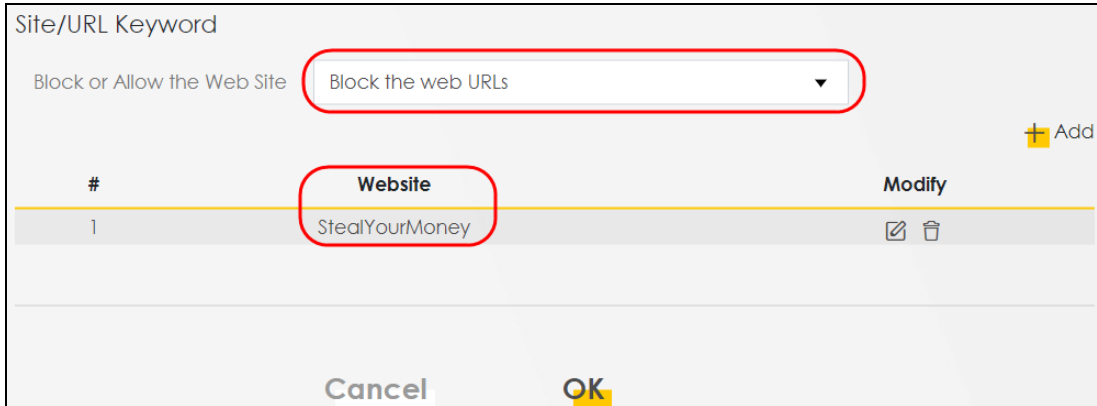 Site/URL Keyword
Block or Allow the Web Site Block the web URLs
Add
# Website Modify
1 StealYourMoney
Cancel OK